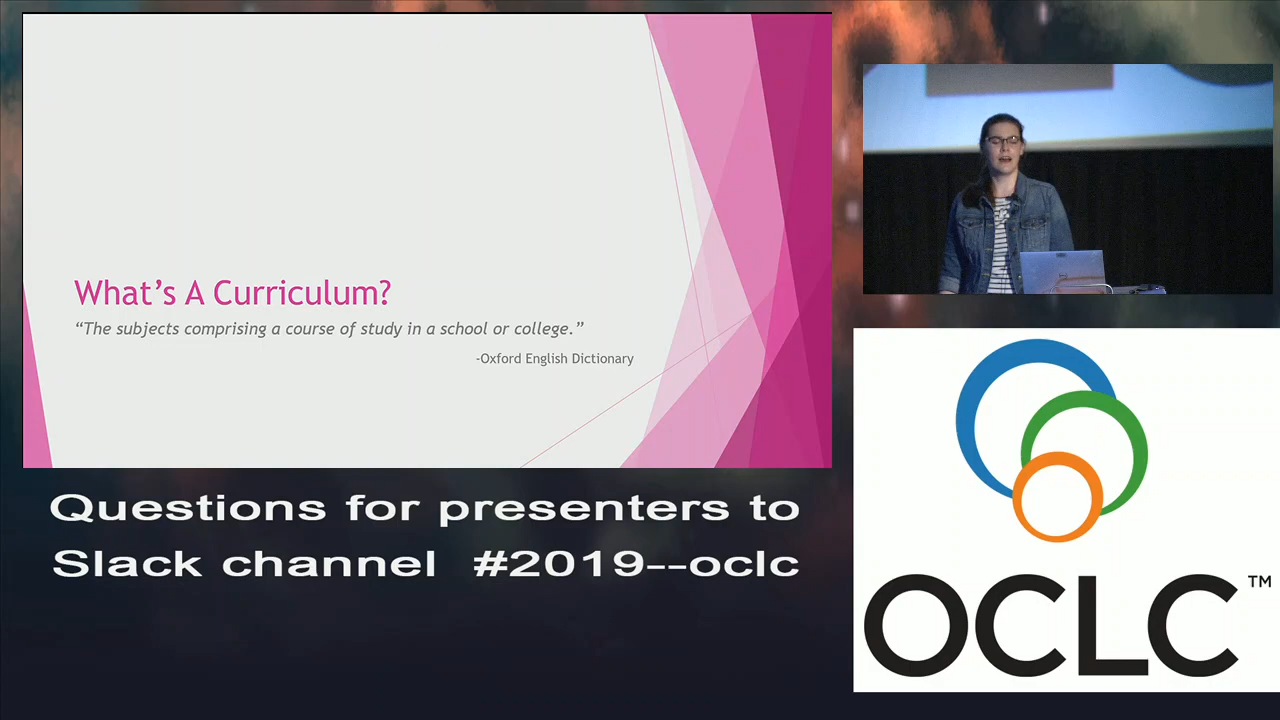 What's A Curriculum?
“The subjects comprising a course of study in a school or college.”
-Oxford English Dictionary
Questions for presenters to
Slack channel #2019--oclc
OCLC™